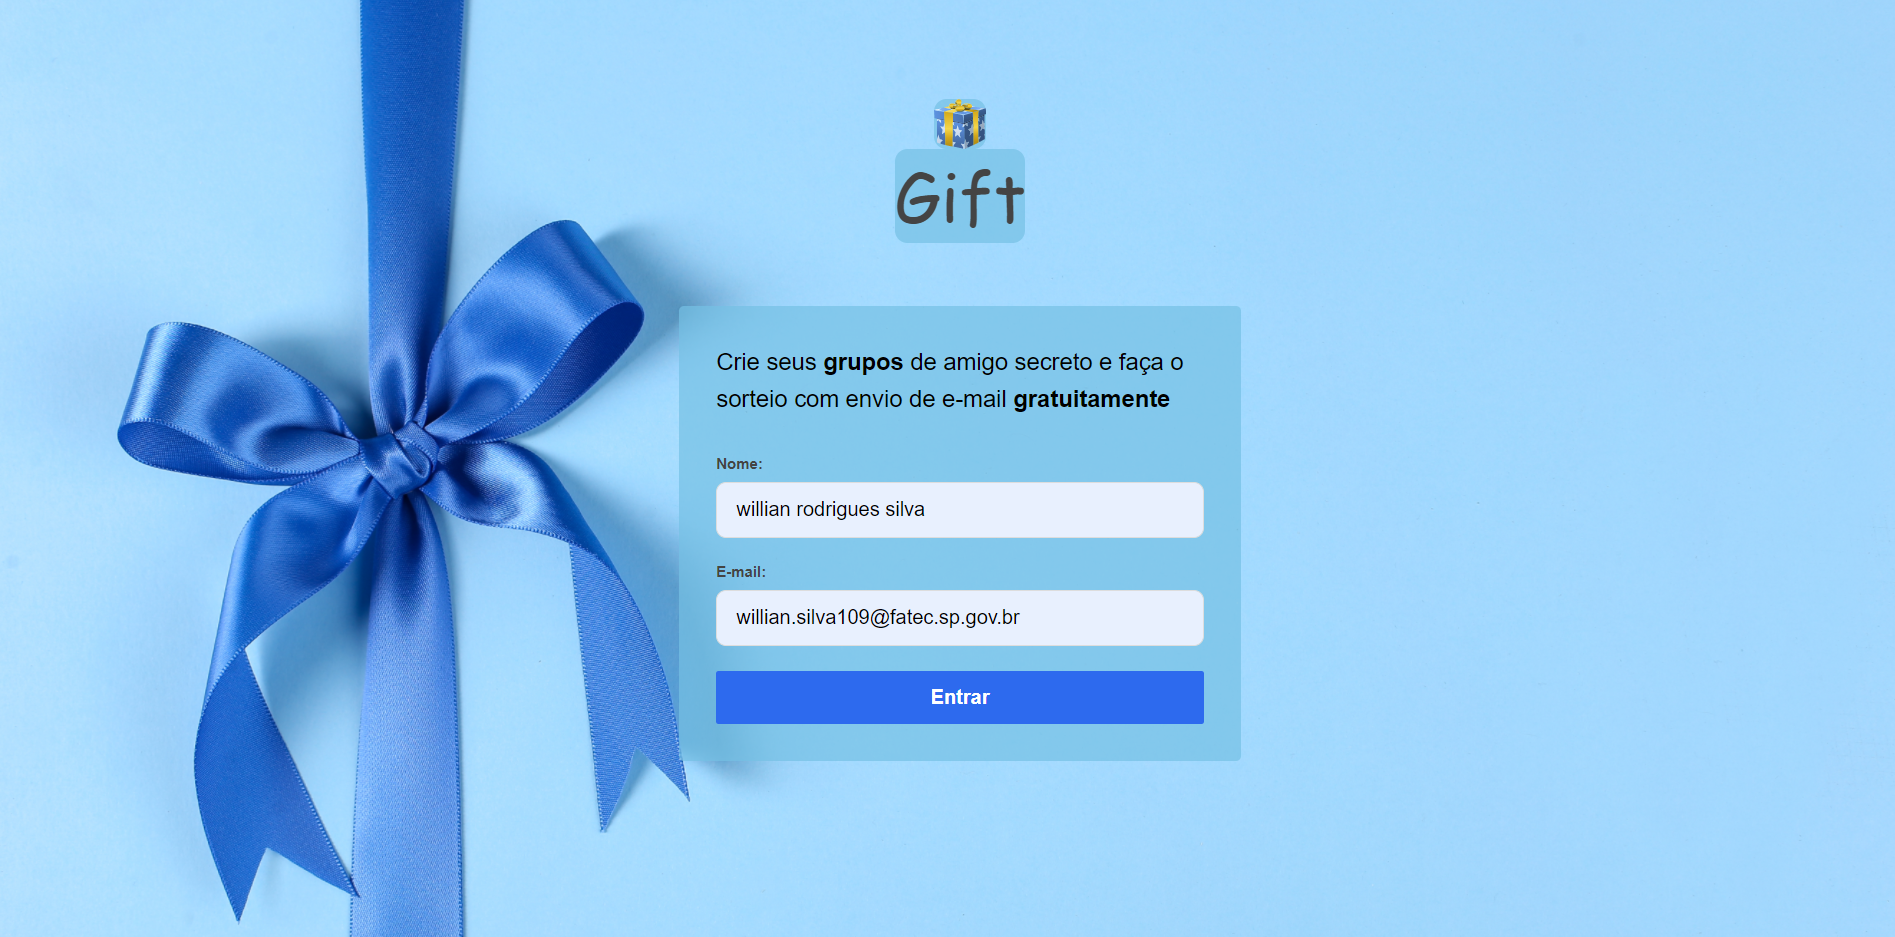 Gift
Crie seus grupos de amigo secreto e faça o
sorteio com envio de e-mail gratuitamente
Nome:
willian rodrigues silva
E-mail:
willian.silva109@fatec.sp.gov.br
Entrar